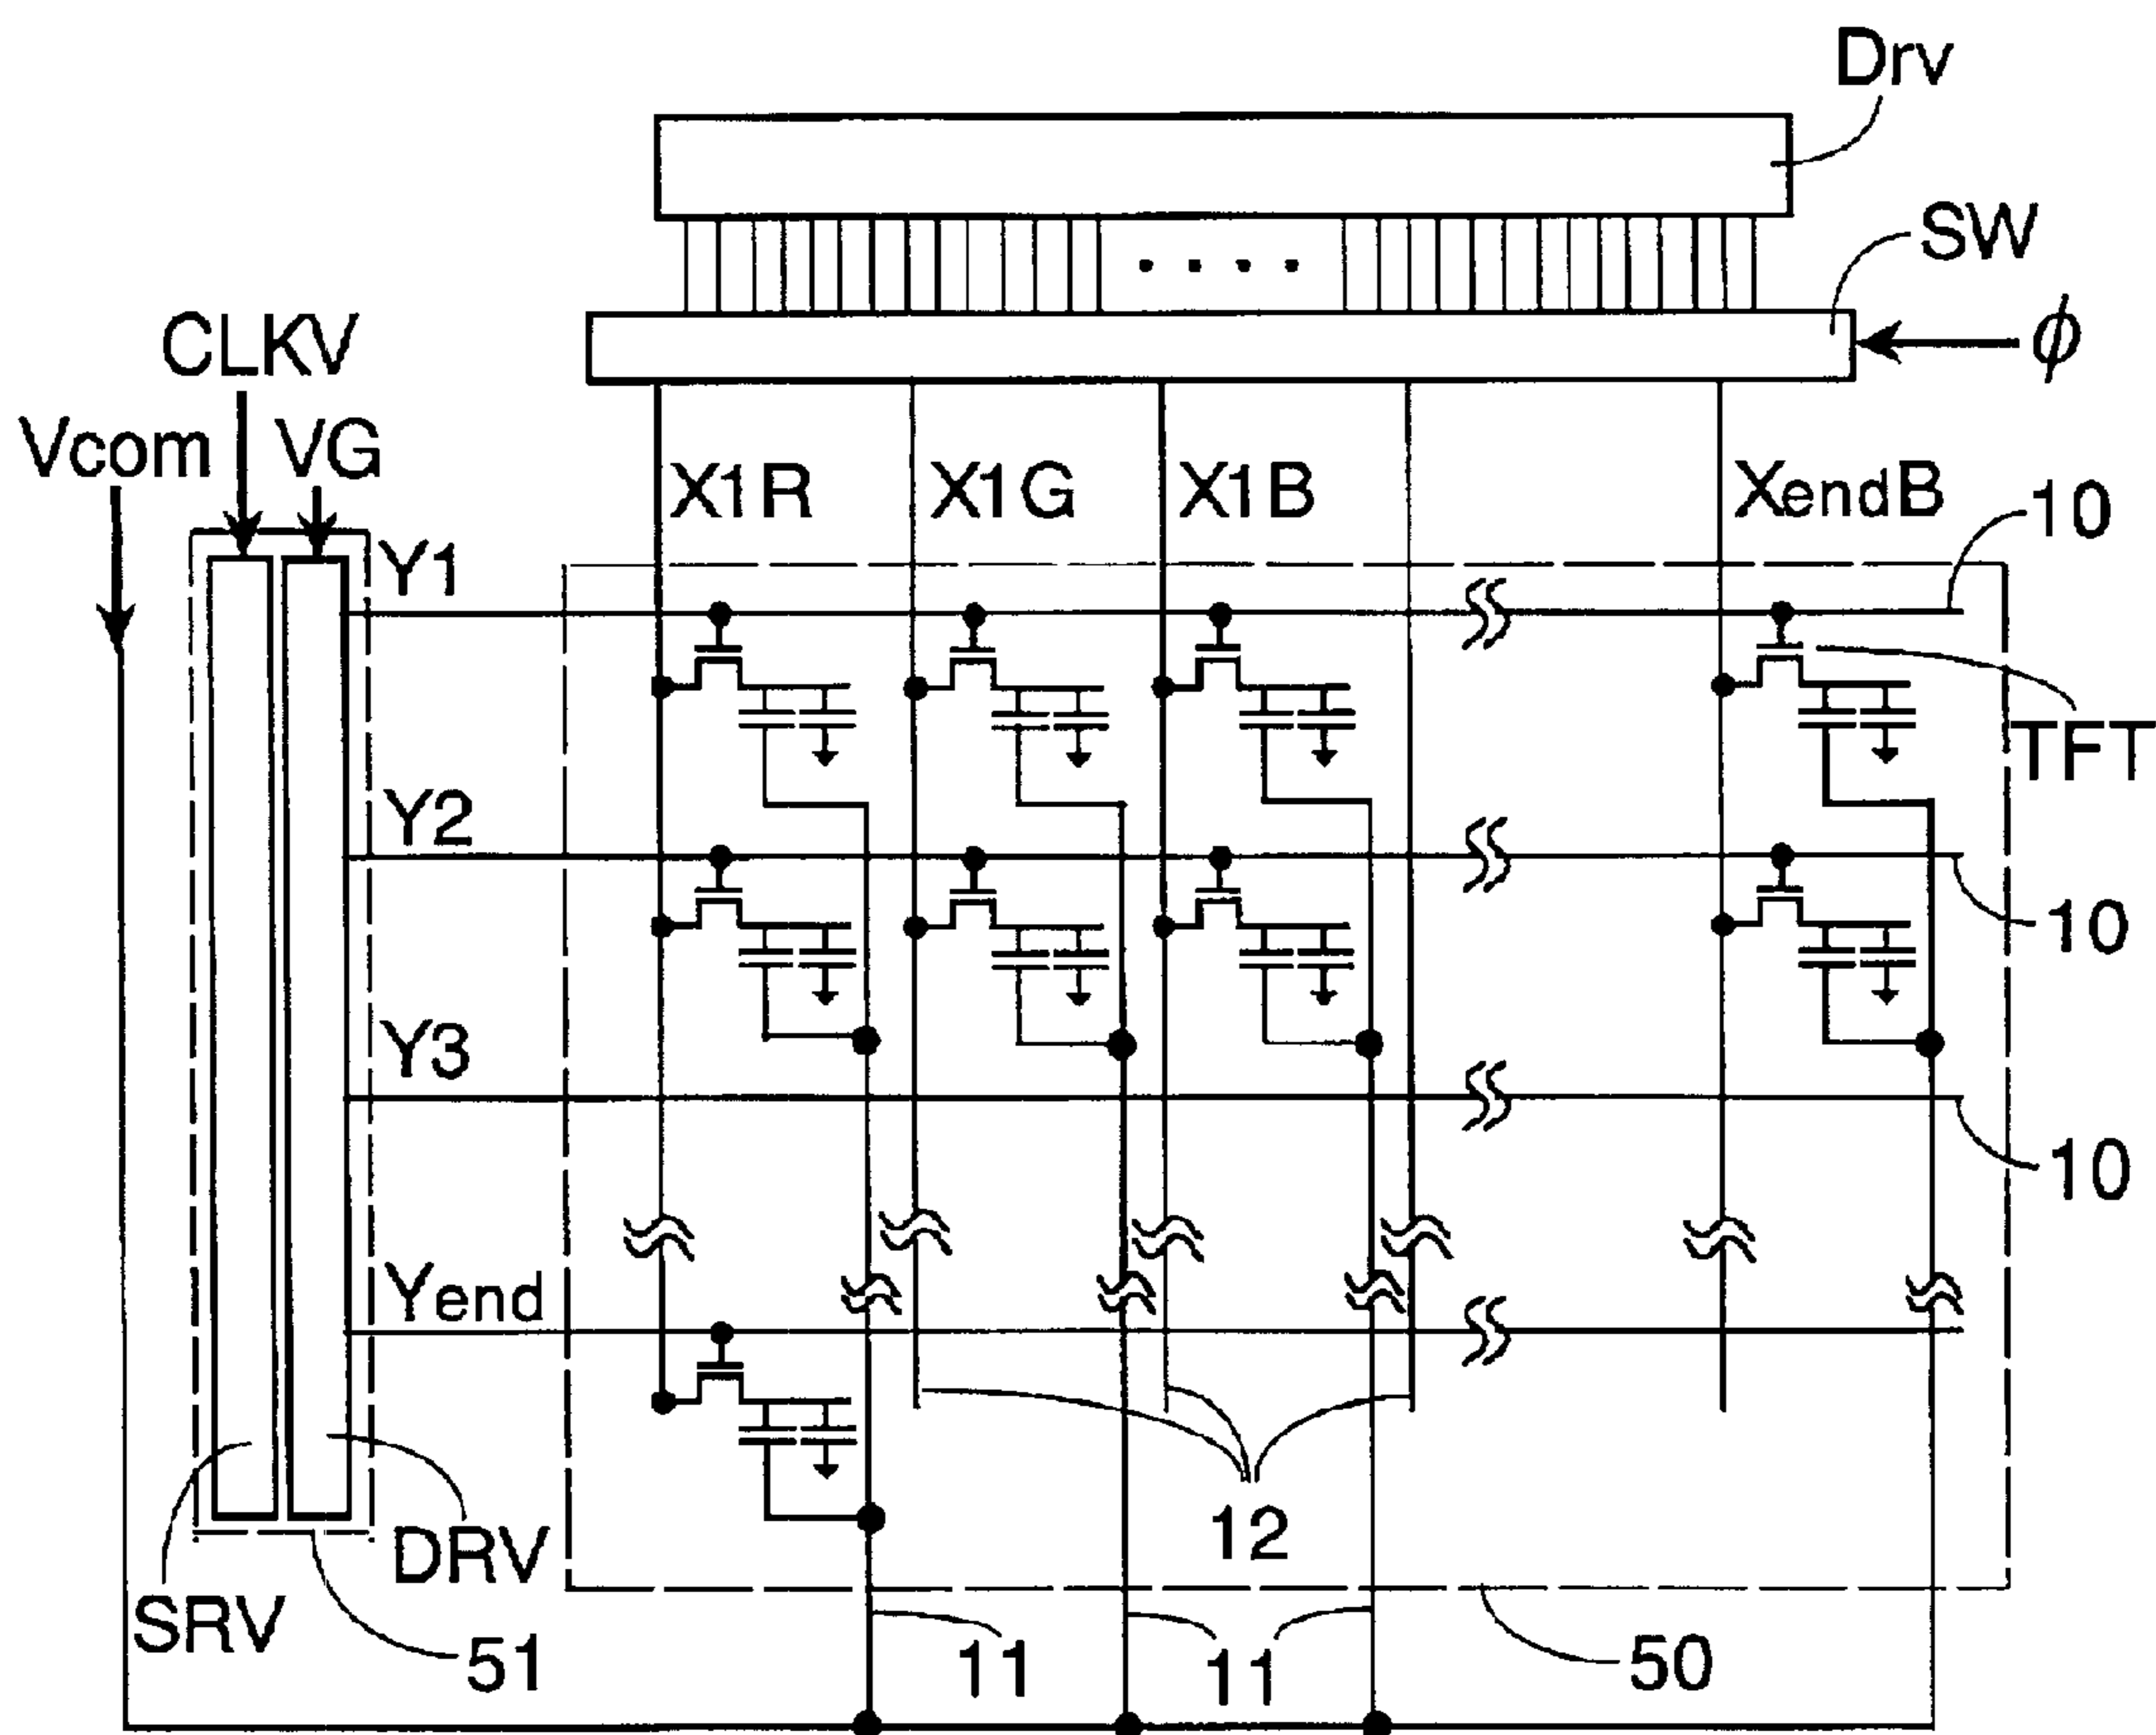 Drv
SW
ϕ
CLKV
Vcom
VG
X1R
X1G
X1B
XendB
10
Y1
TFT
Y2
10
Y3
10
Yend
12
DRV
SRV
51
11
11
50